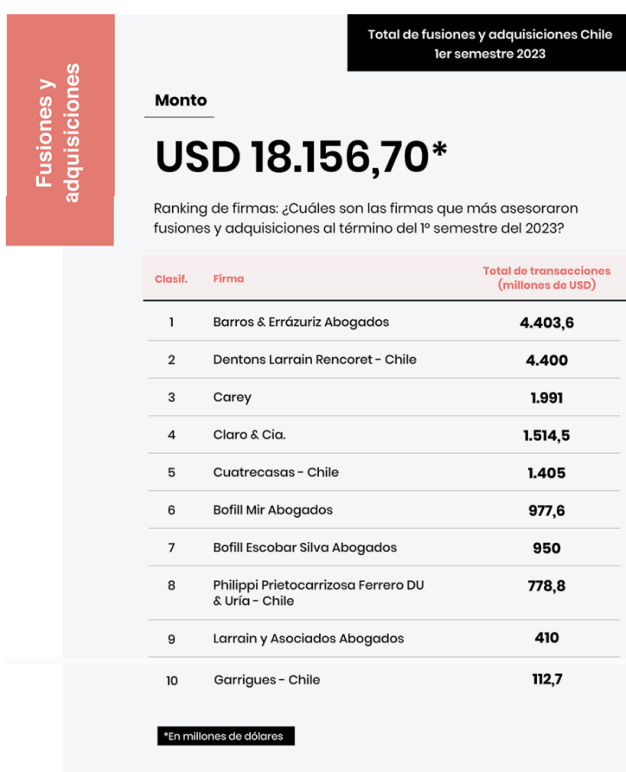 Fusiones y
adquisiciones
Total de fusiones y adquisiciones Chile
1er semestre 2023
Monto
USD 18.156,70*
Ranking de firmas: ¿Cuáles son las firmas que más asesoraron
fusiones y adquisiciones al término del 1º semestre del 2023?
Clasif. Firma Total de transacciones
(millones de USD)
1 Barros & Errázuriz Abogados 4.403,6
2 Dentons Larrain Rencoret - Chile 4.400
3 Carey 1.991
4 Claro & Cia. 1.514,5
5 Cuatrecasas - Chile 1.405
6 Bofill Mir Abogados 977,6
7 Bofill Escobar Silva Abogados 950
8 Philippi Prietocarrizosa Ferrero DU 778,8
& Uría - Chile
9 Larrain y Asociados Abogados 410
10 Garrigues - Chile 112,7
*En millones de dólares